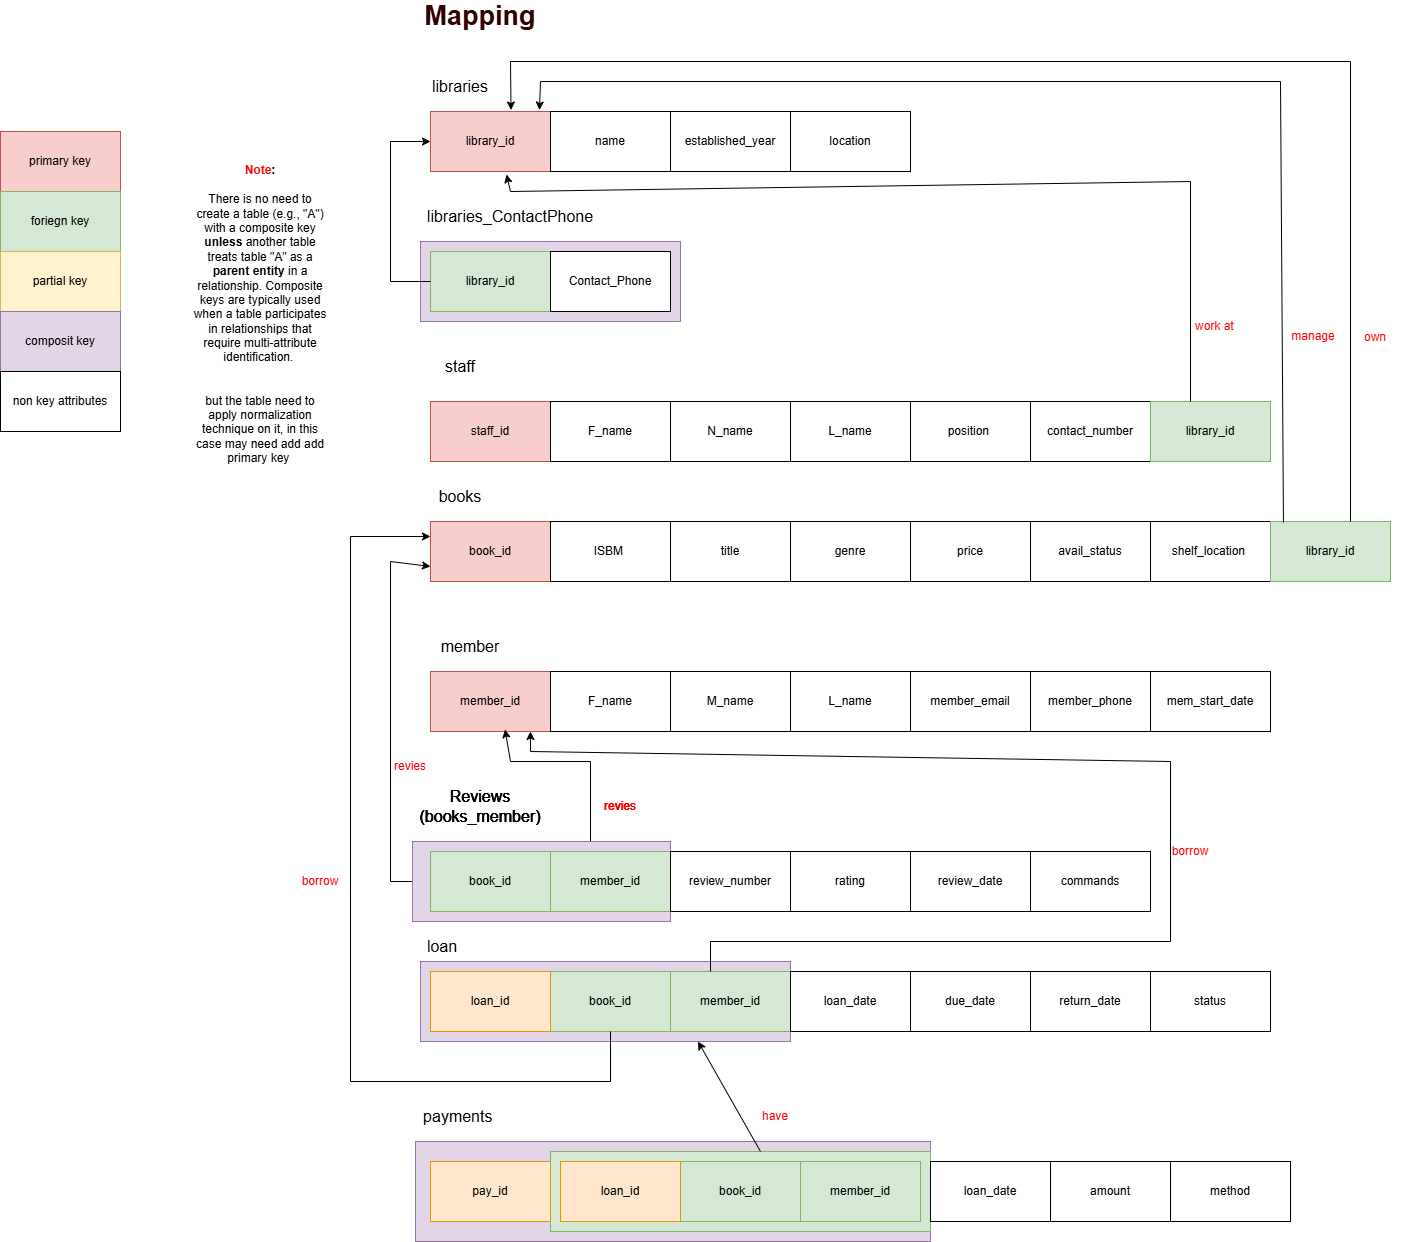 Mapping
libraries
library_id
name
established_year
location
primary key
foriegn key
partial key
composit key
non key attributes
Note:
There is no need to
create a table (e.g., "A")
with a composite key
unless another table
treats table "A" as a
parent entity in a
relationship. Composite
keys are typically used
when a table participates
in relationships that
require multi-attribute
identification.
but the table need to
apply normalization
technique on it, in this
case may need add add
primary key
libraries_ContactPhone
library_id
Contact_Phone
work at
manage
own
staff
staff_id
F_name
N_name
L_name
position
contact_number
library_id
books
book_id
ISBM
title
genre
price
avail_status
shelf_location
library_id
member
member_id
F_name
M_name
L_name
member_email
member_phone
mem_start_date
revies
Reviews
(books_member)
revies
borrow
borrow
book_id
member_id
review_number
rating
review_date
commands
loan
loan_id
book_id
member_id
loan_date
due_date
return_date
status
have
payments
pay_id
loan_id
book_id
member_id
loan_date
amount
method